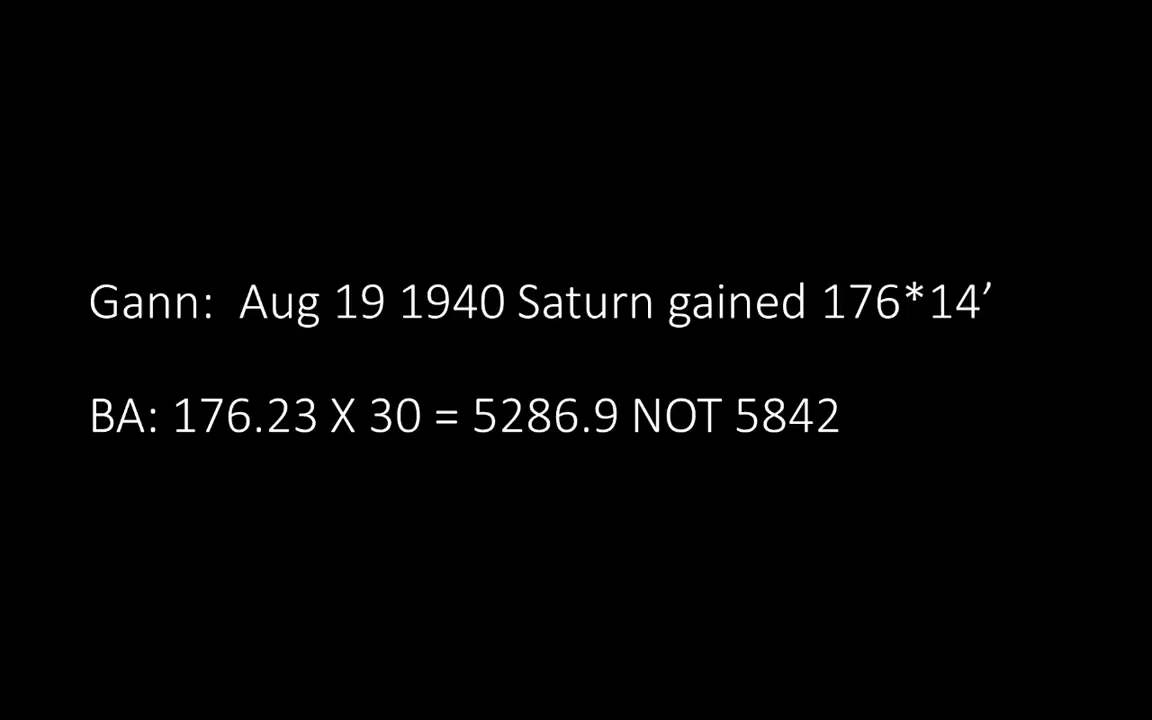 Gann:  Aug 19 1940 Saturn gained 176*14’
BA: 176.23 X 30 = 5286.9 NOT 5842